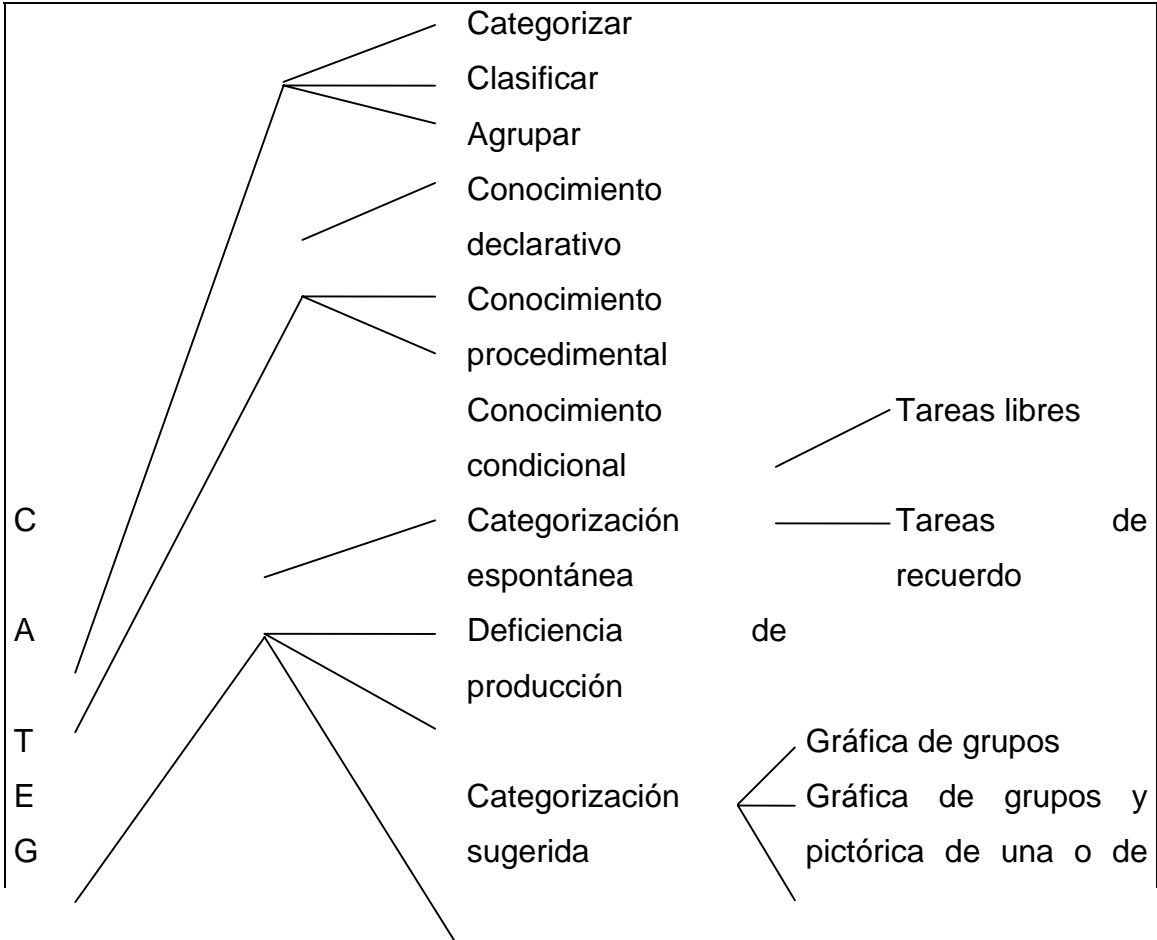 Categorizar
Clasificar
Agrupar
Conocimiento
declarativo
Conocimiento
procedimental
Conocimiento
condicional
Tareas libres
C
Categorización
espontánea
Tareas de
recuerdo
A
Deficiencia de
producción
T
E
G
Categorización
sugerida
Gráfica de grupos
Gráfica de grupos y
pictórica de una o de